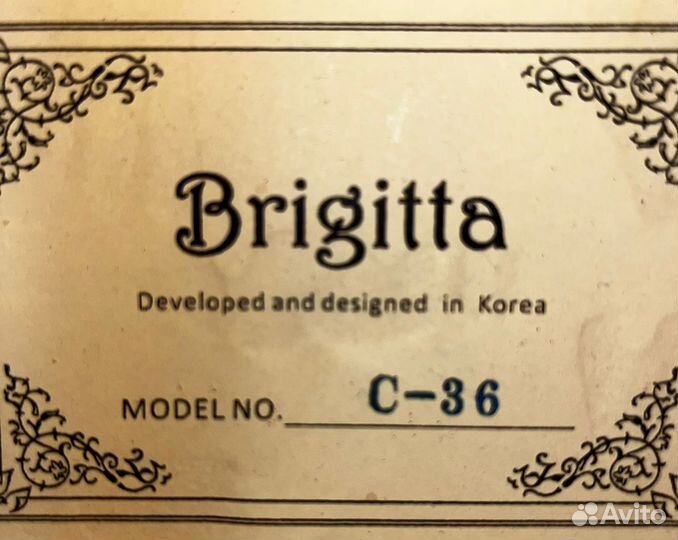 Brigitta
Developed and designed in Korea
MODEL NO. C-36
Avito